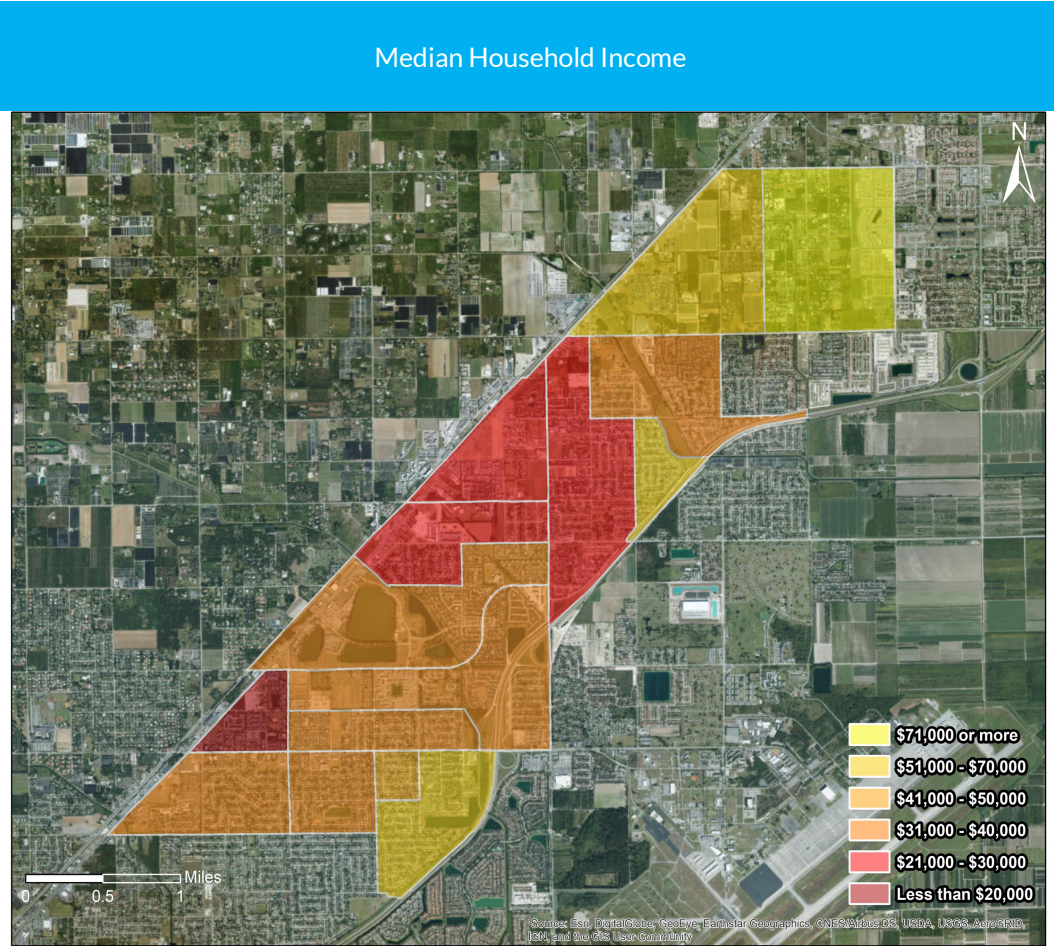 Median Household Income
N
$71,000 or more
$51,000 - $70,000
$41,000 - $50,000
$31,000 - $40,000
$21,000 - $30,000
Less than $20,000
Miles
0 0.5 1
Source: Esri, DigitalGlobe, GeoEye, Earthstar Geographics, CNES/Airbus DS, USDA, USGS, AeroGRID,
IGN, and the GIS User Community